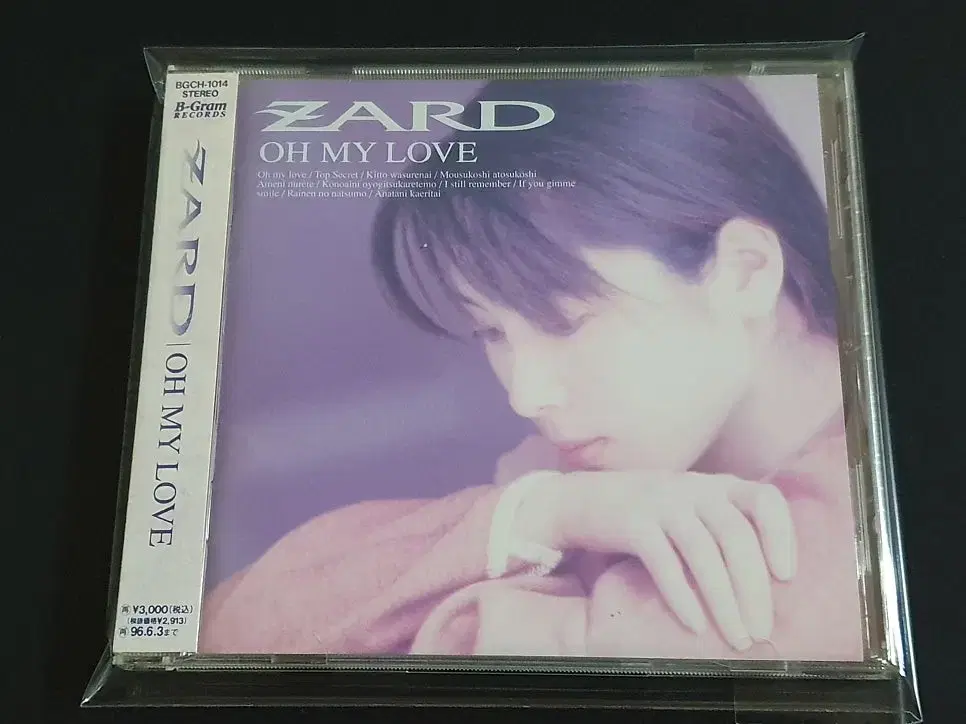 BGCH-1014
STEREO
B-Gram
RECORDS
ZARD | OH MY LOVE
再 ¥3,000(税込)
(税抜価格¥2,913)
再 96.6.3まで
ZARD
OH MY LOVE
Oh my love / Top Secret / Kitto wasurenai / Mousukoshi atosukoshi
Ameni nurete / Konoaini oyogitsukaretemo / I still remember / If you gimme
smile / Rainen no natsumo / Anatani kaeritai